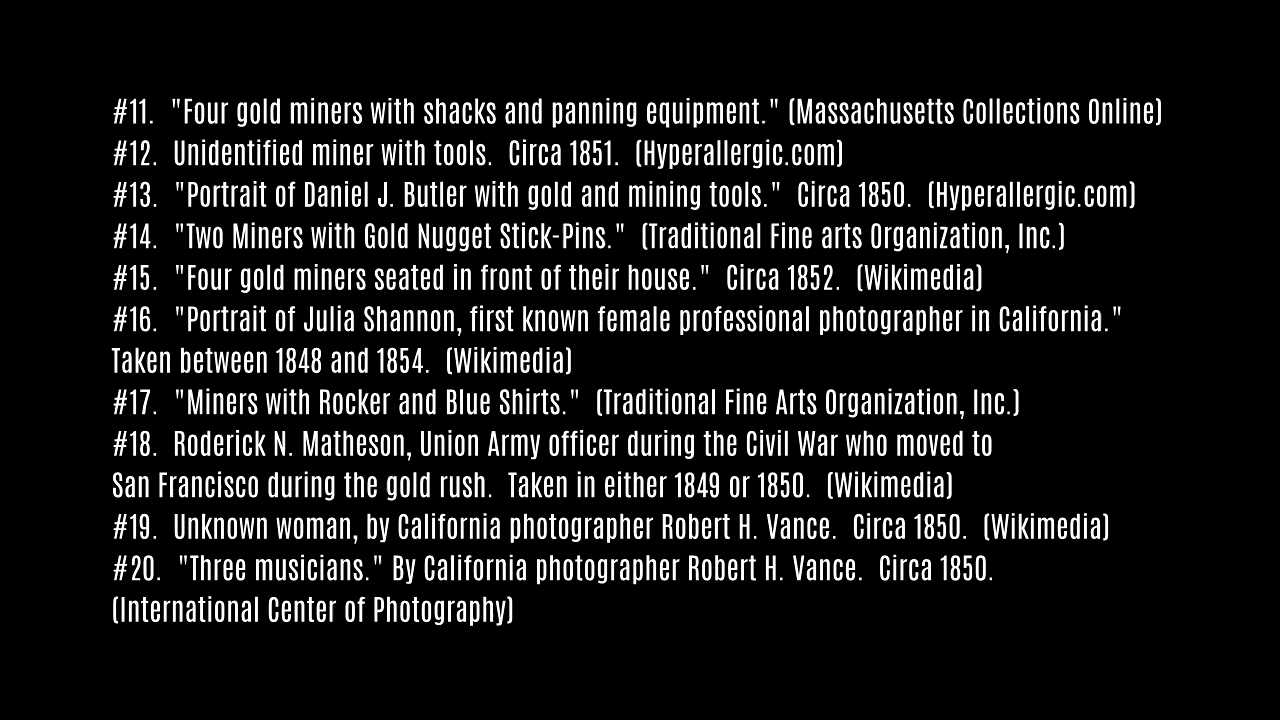 #11.  "Four gold miners with shacks and panning equipment." (Massachusetts Collections Online)
#12.  Unidentified miner with tools.  Circa 1851.  (Hyperallergic.com)
#13.  "Portrait of Daniel J. Butler with gold and mining tools."  Circa 1850.  (Hyperallergic.com)
#14.  "Two Miners with Gold Nugget Stick-Pins."  (Traditional Fine arts Organization, Inc.)
#15.  "Four gold miners seated in front of their house."  Circa 1852.  (Wikimedia)
#16.  "Portrait of Julia Shannon, first known female professional photographer in California."
Taken between 1848 and 1854.  (Wikimedia)
#17.  "Miners with Rocker and Blue Shirts."  (Traditional Fine Arts Organization, Inc.)
#18.  Roderick N. Matheson, Union Army officer during the Civil War who moved to
San Francisco during the gold rush.  Taken in either 1849 or 1850.  (Wikimedia)
#19.  Unknown woman, by California photographer Robert H. Vance.  Circa 1850.  (Wikimedia)
#20.  "Three musicians." By California photographer Robert H. Vance.  Circa 1850.
(International Center of Photography)